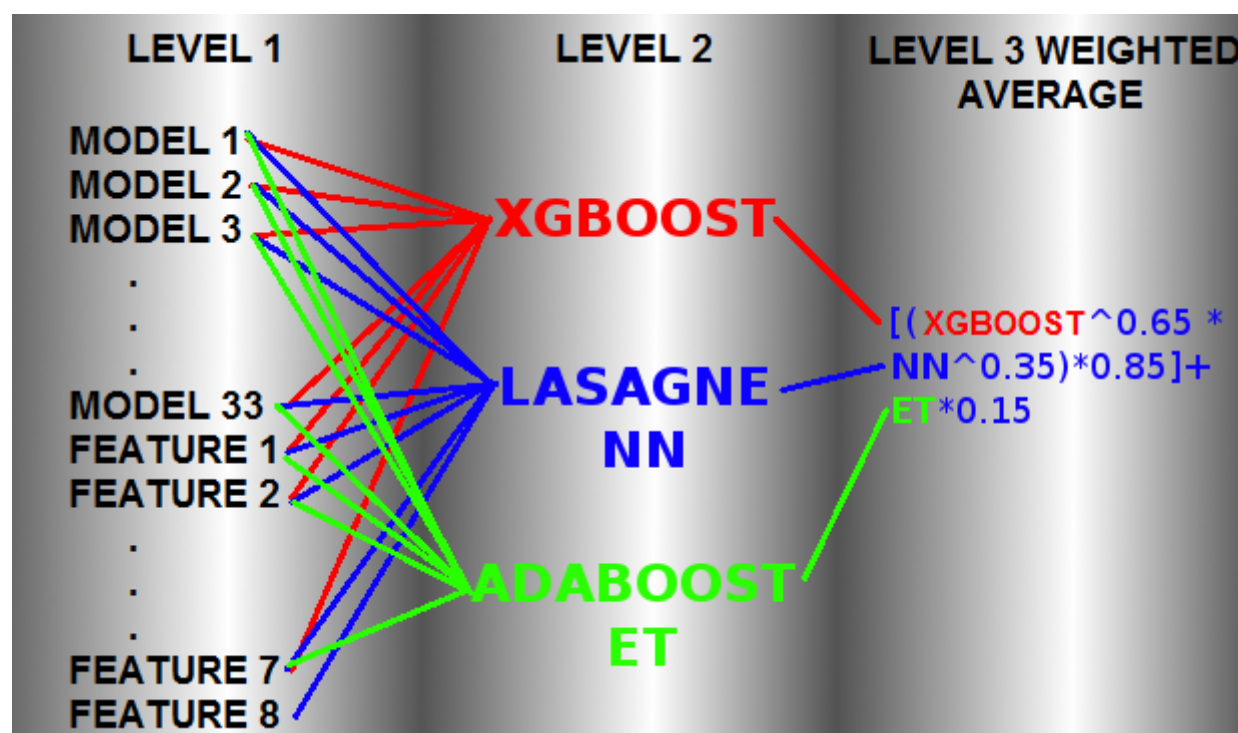 LEVEL 1
MODEL 1
MODEL 2
MODEL 3
.
.
.
MODEL 33
FEATURE 1
FEATURE 2
.
.
.
FEATURE 7
FEATURE 8
LEVEL 2
XGBOOST
LASAGNE
NN
ADABOOST
ET
LEVEL 3 WEIGHTED
AVERAGE
[(XGBOOST^0.65 *
NN^0.35)*0.85]+
ET*0.15